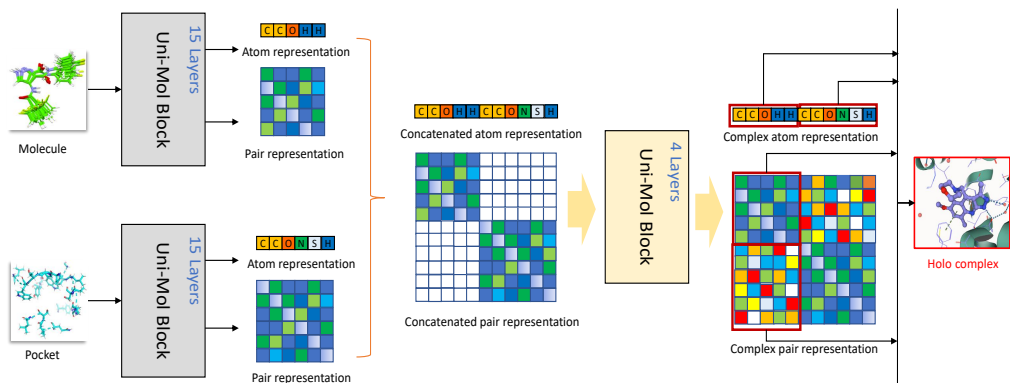 Molecule
Uni-Mol Block
15 Layers
C C O H H
Atom representation
Pair representation
Pocket
Uni-Mol Block
15 Layers
C C O N S H
Atom representation
Pair representation
C C O H H C C O N S H
Concatenated atom representation
Concatenated pair representation
Uni-Mol Block
4 Layers
C C O H H C C O N S H
Complex atom representation
Complex pair representation
Holo complex